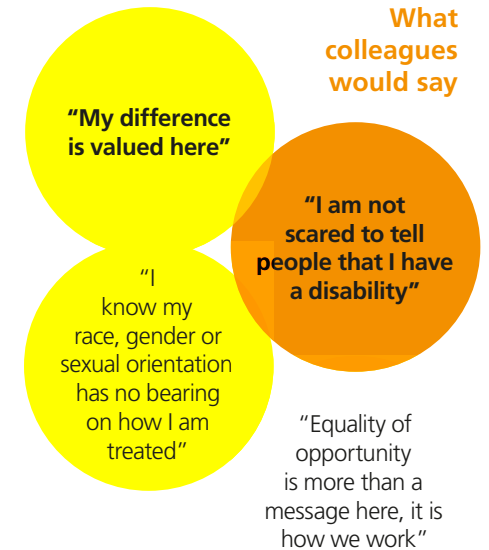 What
colleagues
would say
“My difference
is valued here”
“I am not
scared to tell
people that I have
a disability”
“I
know my
race, gender or
sexual orientation
has no bearing
on how I am
treated”
“Equality of
opportunity
is more than a
message here, it is
how we work”